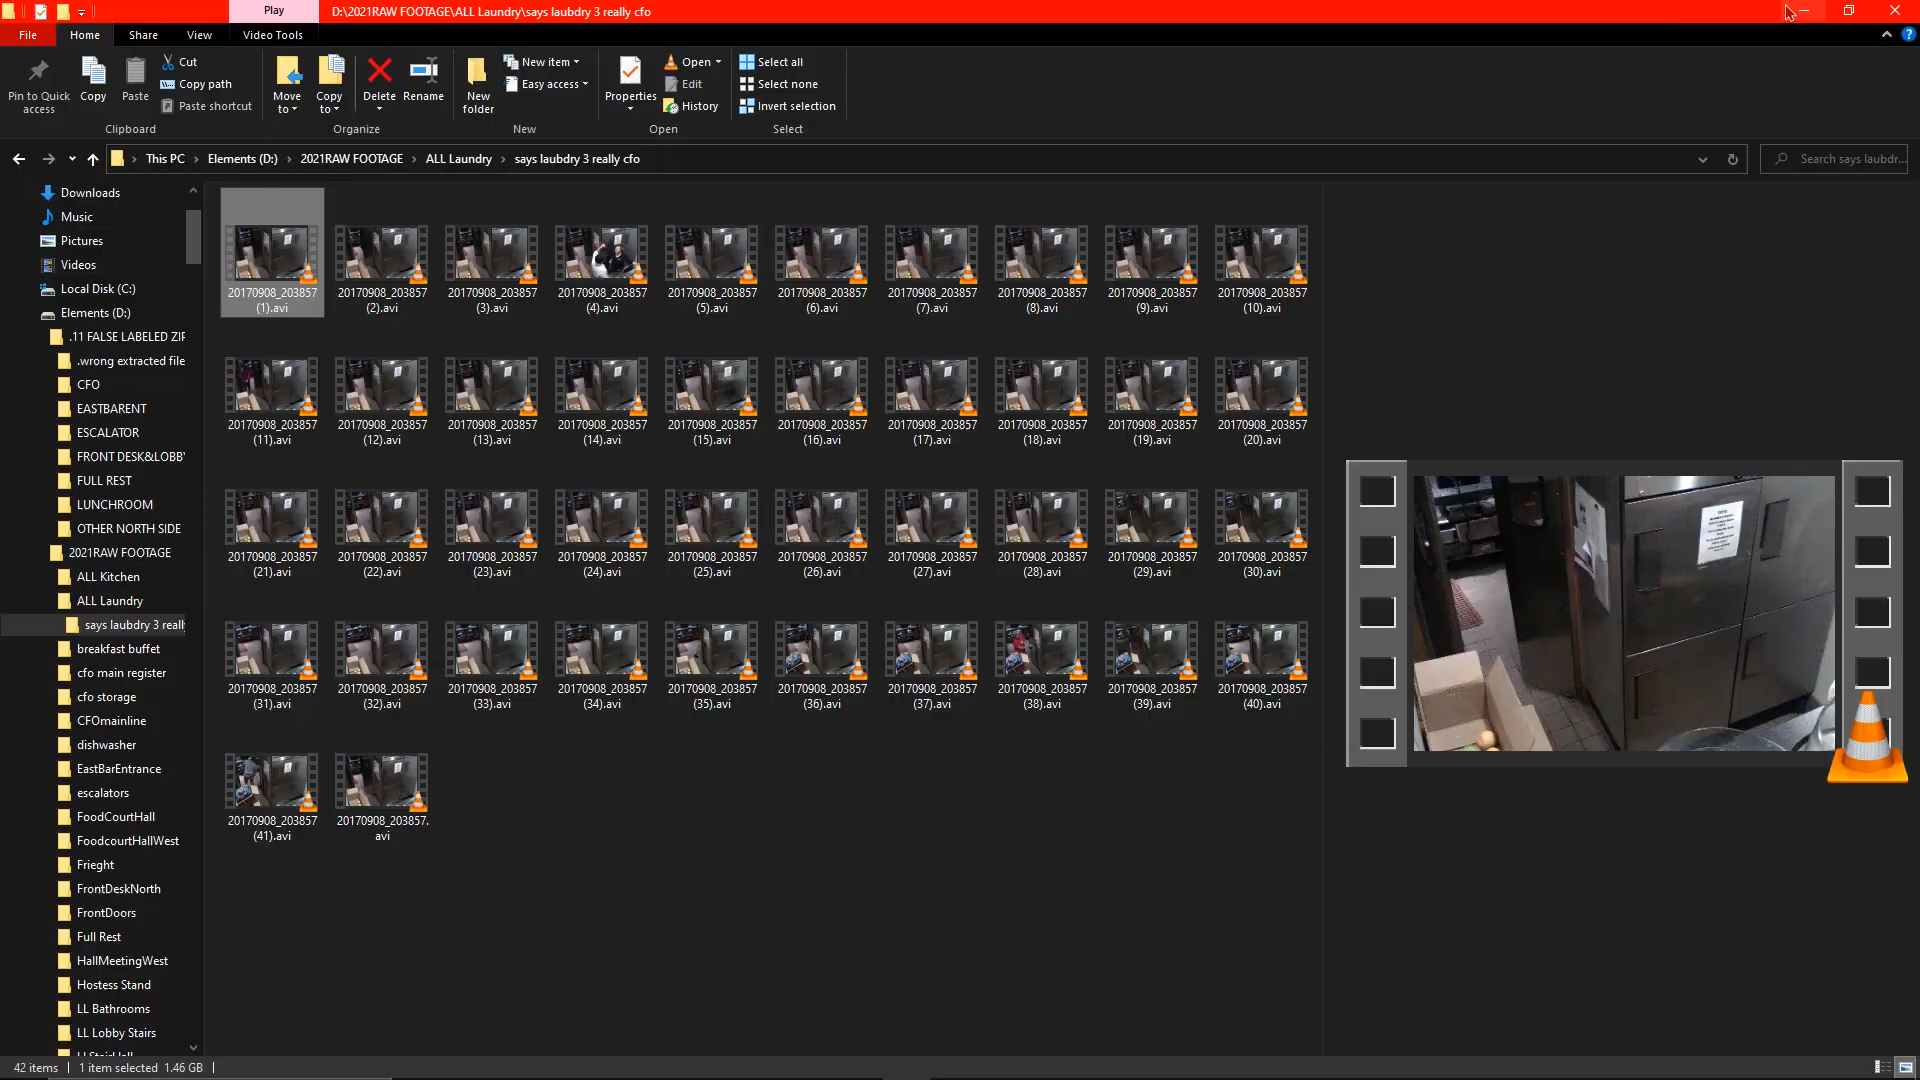 Play
D:\2021RAW FOOTAGE\ALL Laundry\says laubdry 3 really cfo
File
Home
Share
View
Video Tools
Pin to Quick access
Copy
Paste
Cut
Copy path
Paste shortcut
Clipboard
Move to
Copy to
Delete
Rename
Organize
New folder
New item
Easy access
New
Properties
Open
Edit
History
Open
Select all
Select none
Invert selection
Select
This PC
Elements (D:)
2021RAW FOOTAGE
ALL Laundry
says laubdry 3 really cfo
Search says laubdr...
Downloads
Music
Pictures
Videos
Local Disk (C:)
Elements (D:)
.11 FALSE LABELED ZIP
.wrong extracted file
CFO
EASTBARENT
ESCALATOR
FRONT DESK&LOBBY
FULL REST
LUNCHROOM
OTHER NORTH SIDE
2021RAW FOOTAGE
ALL Kitchen
ALL Laundry
says laubdry 3 reall
breakfast buffet
cfo main register
cfo storage
CFOmainline
dishwasher
EastBarEntrance
escalators
FoodCourtHall
FoodcourtHallWest
Frieght
FrontDeskNorth
FrontDoors
Full Rest
HallMeetingWest
Hostess Stand
LL Bathrooms
LL Lobby Stairs
20170908_203857 (1).avi
20170908_203857 (2).avi
20170908_203857 (3).avi
20170908_203857 (4).avi
20170908_203857 (5).avi
20170908_203857 (6).avi
20170908_203857 (7).avi
20170908_203857 (8).avi
20170908_203857 (9).avi
20170908_203857 (10).avi
20170908_203857 (11).avi
20170908_203857 (12).avi
20170908_203857 (13).avi
20170908_203857 (14).avi
20170908_203857 (15).avi
20170908_203857 (16).avi
20170908_203857 (17).avi
20170908_203857 (18).avi
20170908_203857 (19).avi
20170908_203857 (20).avi
20170908_203857 (21).avi
20170908_203857 (22).avi
20170908_203857 (23).avi
20170908_203857 (24).avi
20170908_203857 (25).avi
20170908_203857 (26).avi
20170908_203857 (27).avi
20170908_203857 (28).avi
20170908_203857 (29).avi
20170908_203857 (30).avi
20170908_203857 (31).avi
20170908_203857 (32).avi
20170908_203857 (33).avi
20170908_203857 (34).avi
20170908_203857 (35).avi
20170908_203857 (36).avi
20170908_203857 (37).avi
20170908_203857 (38).avi
20170908_203857 (39).avi
20170908_203857 (40).avi
20170908_203857 (41).avi
20170908_203857.avi
42 items
1 item selected 1.46 GB